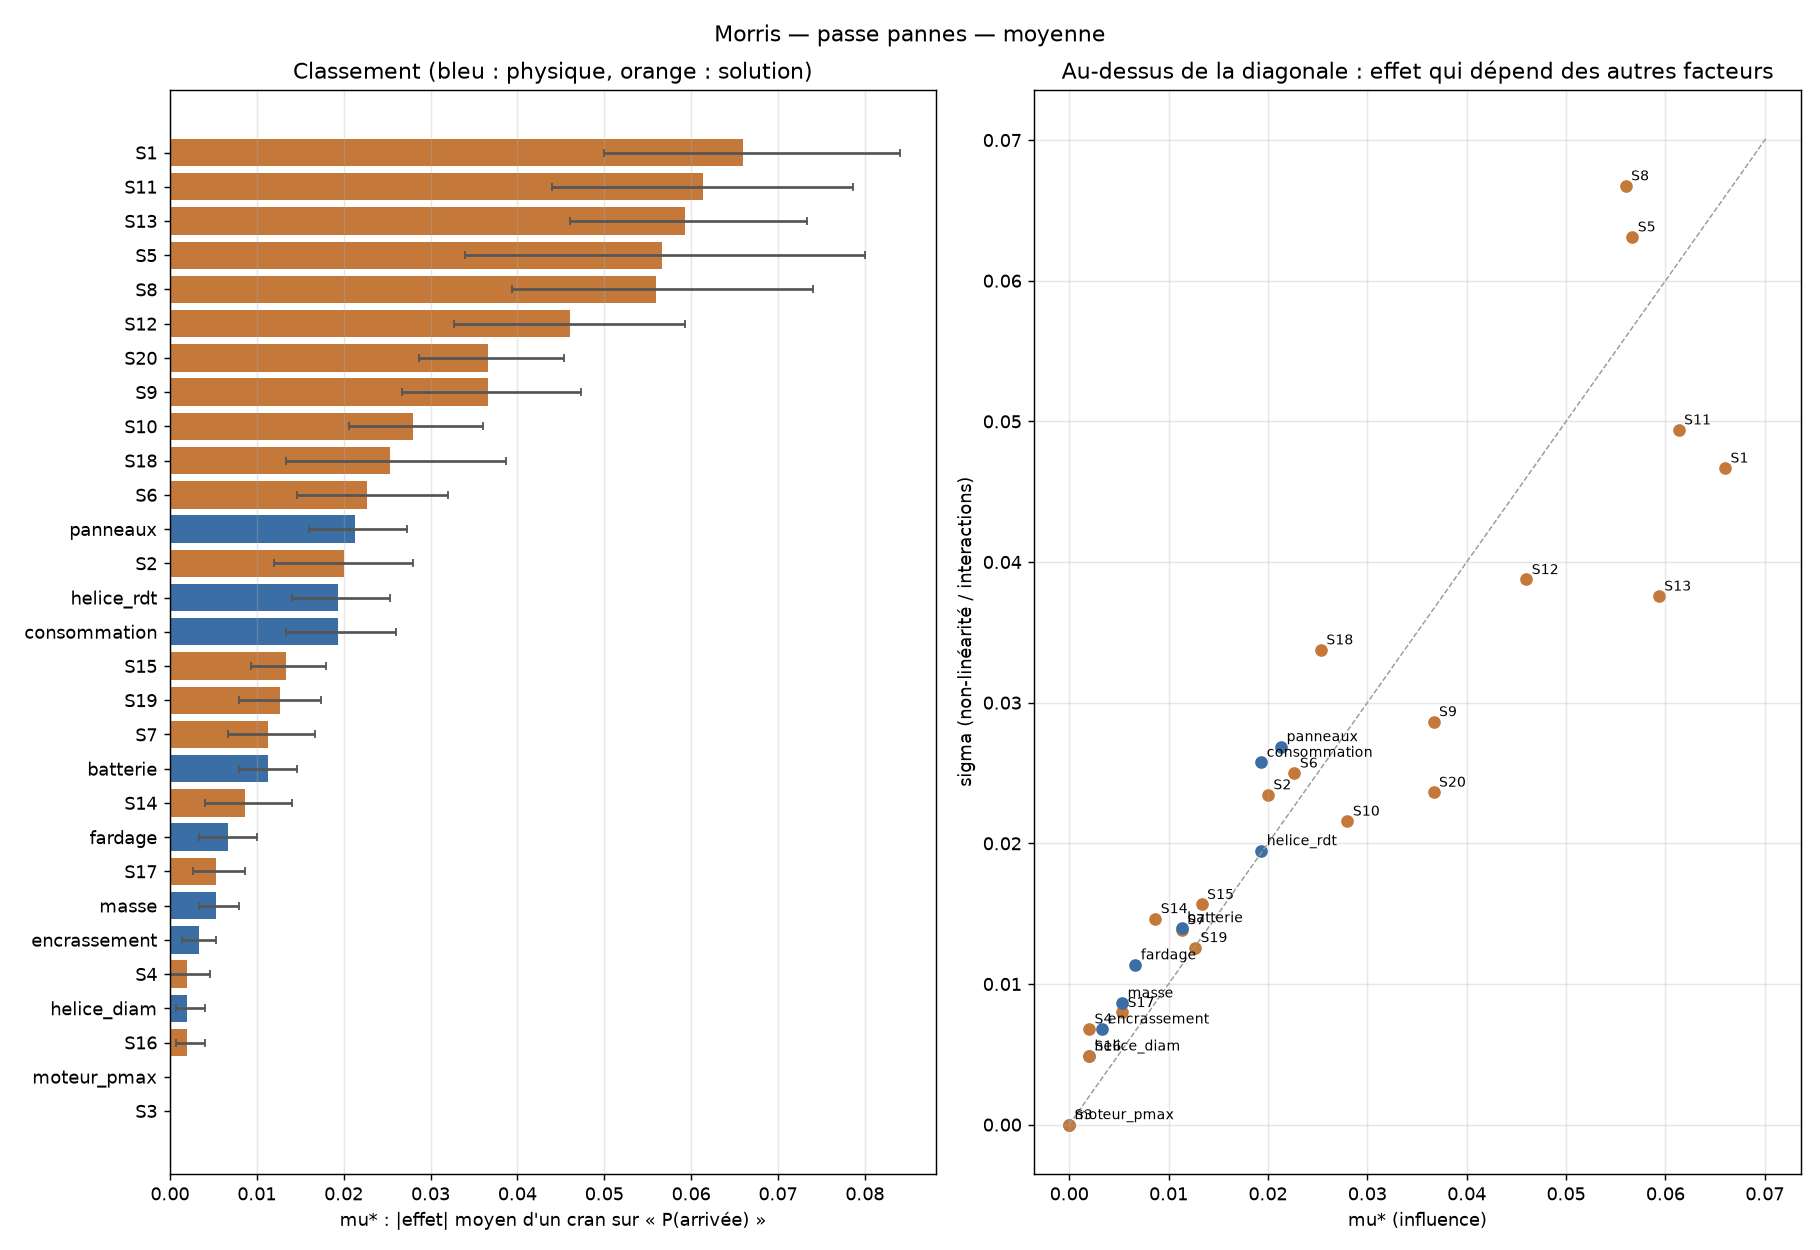 Morris — passe pannes — moyenne
Classement (bleu : physique, orange : solution)
S1
S11
S13
S5
S8
S12
S20
S9
S10
S18
S6
panneaux
S2
helice_rdt
consommation
S15
S19
S7
batterie
S14
fardage
S17
masse
encrassement
S4
helice_diam
S16
moteur_pmax
S3
0.00 0.01 0.02 0.03 0.04 0.05 0.06 0.07 0.08
mu* : |effet| moyen d'un cran sur « P(arrivée) »
Au-dessus de la diagonale : effet qui dépend des autres facteurs
sigma (non-linéarité / interactions)
0.07
0.06
0.05
0.04
0.03
0.02
0.01
0.00
S8
S5
S11
S1
S12
S13
S18
S9
panneaux
consommation
S6
S20
S2
S10
helice_rdt
S15
S14
S7
batterie
S19
fardage
masse
S17
S4
encrassement
S16
helice_diam
S3
moteur_pmax
0.00 0.01 0.02 0.03 0.04 0.05 0.06 0.07
mu* (influence)